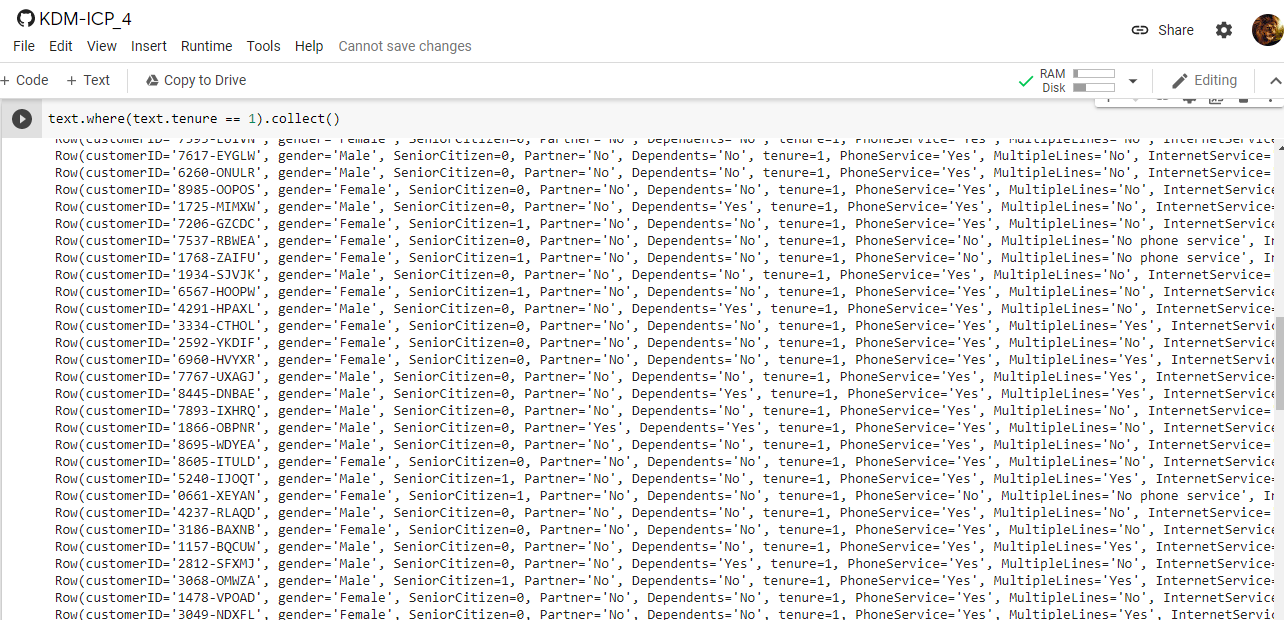 KDM-ICP_4
File Edit View Insert Runtime Tools Help Cannot save changes
Share
+ Code + Text Copy to Drive
RAM
Disk
Editing
text.where(text.tenure == 1).collect()
Row(customerID='7617-EYGLW', gender='Male', SeniorCitizen=0, Partner='No', Dependents='No', tenure=1, PhoneService='Yes', MultipleLines='No', InternetService=
Row(customerID='6260-ONULR', gender='Male', SeniorCitizen=0, Partner='No', Dependents='No', tenure=1, PhoneService='Yes', MultipleLines='No', InternetService=
Row(customerID='8985-OOPOS', gender='Female', SeniorCitizen=0, Partner='No', Dependents='No', tenure=1, PhoneService='Yes', MultipleLines='No', InternetServic
Row(customerID='1725-MIMXW', gender='Male', SeniorCitizen=0, Partner='No', Dependents='Yes', tenure=1, PhoneService='Yes', MultipleLines='No', InternetService
Row(customerID='7206-GZCDC', gender='Female', SeniorCitizen=1, Partner='No', Dependents='No', tenure=1, PhoneService='Yes', MultipleLines='No', InternetServic
Row(customerID='7537-RBWEA', gender='Female', SeniorCitizen=0, Partner='No', Dependents='No', tenure=1, PhoneService='No', MultipleLines='No phone service', I
Row(customerID='1768-ZAIFU', gender='Female', SeniorCitizen=1, Partner='No', Dependents='No', tenure=1, PhoneService='No', MultipleLines='No phone service', I
Row(customerID='1934-SJVJK', gender='Male', SeniorCitizen=0, Partner='No', Dependents='No', tenure=1, PhoneService='Yes', MultipleLines='No', InternetService=
Row(customerID='6567-HOOPW', gender='Female', SeniorCitizen=1, Partner='No', Dependents='No', tenure=1, PhoneService='Yes', MultipleLines='No', InternetServic
Row(customerID='4291-HPAXL', gender='Male', SeniorCitizen=0, Partner='No', Dependents='Yes', tenure=1, PhoneService='Yes', MultipleLines='No', InternetService
Row(customerID='3334-CTHOL', gender='Female', SeniorCitizen=0, Partner='No', Dependents='No', tenure=1, PhoneService='Yes', MultipleLines='Yes', InternetServic
Row(customerID='2592-YKDIF', gender='Female', SeniorCitizen=0, Partner='No', Dependents='No', tenure=1, PhoneService='Yes', MultipleLines='No', InternetServic
Row(customerID='6960-HVYXR', gender='Female', SeniorCitizen=0, Partner='No', Dependents='No', tenure=1, PhoneService='Yes', MultipleLines='Yes', InternetServic
Row(customerID='7767-UXAGJ', gender='Male', SeniorCitizen=0, Partner='No', Dependents='No', tenure=1, PhoneService='Yes', MultipleLines='Yes', InternetService
Row(customerID='8445-DNBAE', gender='Male', SeniorCitizen=0, Partner='No', Dependents='Yes', tenure=1, PhoneService='Yes', MultipleLines='Yes', InternetServic
Row(customerID='7893-IXHRQ', gender='Male', SeniorCitizen=0, Partner='No', Dependents='No', tenure=1, PhoneService='Yes', MultipleLines='No', InternetService=
Row(customerID='1866-OBPNR', gender='Male', SeniorCitizen=0, Partner='Yes', Dependents='Yes', tenure=1, PhoneService='Yes', MultipleLines='No', InternetServic
Row(customerID='8695-WDYEA', gender='Male', SeniorCitizen=0, Partner='No', Dependents='No', tenure=1, PhoneService='Yes', MultipleLines='No', InternetService=
Row(customerID='8605-ITULD', gender='Female', SeniorCitizen=0, Partner='No', Dependents='No', tenure=1, PhoneService='Yes', MultipleLines='No', InternetServic
Row(customerID='5240-IJOQT', gender='Male', SeniorCitizen=1, Partner='No', Dependents='No', tenure=1, PhoneService='Yes', MultipleLines='Yes', InternetService
Row(customerID='0661-XEYAN', gender='Female', SeniorCitizen=1, Partner='No', Dependents='No', tenure=1, PhoneService='No', MultipleLines='No phone service', I
Row(customerID='4237-RLAQD', gender='Male', SeniorCitizen=0, Partner='No', Dependents='No', tenure=1, PhoneService='Yes', MultipleLines='No', InternetService=
Row(customerID='3186-BAXNB', gender='Female', SeniorCitizen=0, Partner='No', Dependents='No', tenure=1, PhoneService='Yes', MultipleLines='No', InternetServic
Row(customerID='1157-BQCUW', gender='Male', SeniorCitizen=0, Partner='No', Dependents='No', tenure=1, PhoneService='Yes', MultipleLines='Yes', InternetService
Row(customerID='2812-SFXMJ', gender='Male', SeniorCitizen=0, Partner='No', Dependents='Yes', tenure=1, PhoneService='Yes', MultipleLines='No', InternetService
Row(customerID='3068-OMWZA', gender='Male', SeniorCitizen=1, Partner='No', Dependents='No', tenure=1, PhoneService='Yes', MultipleLines='Yes', InternetService
Row(customerID='1478-VPOAD', gender='Male', SeniorCitizen=0, Partner='No', Dependents='No', tenure=1, PhoneService='Yes', MultipleLines='No', InternetService=
Row(customerID='3049-NDXFL', gender='Female', SeniorCitizen=0, Partner='No', Dependents='No', tenure=1, PhoneService='Yes', MultipleLines='Yes', InternetServi